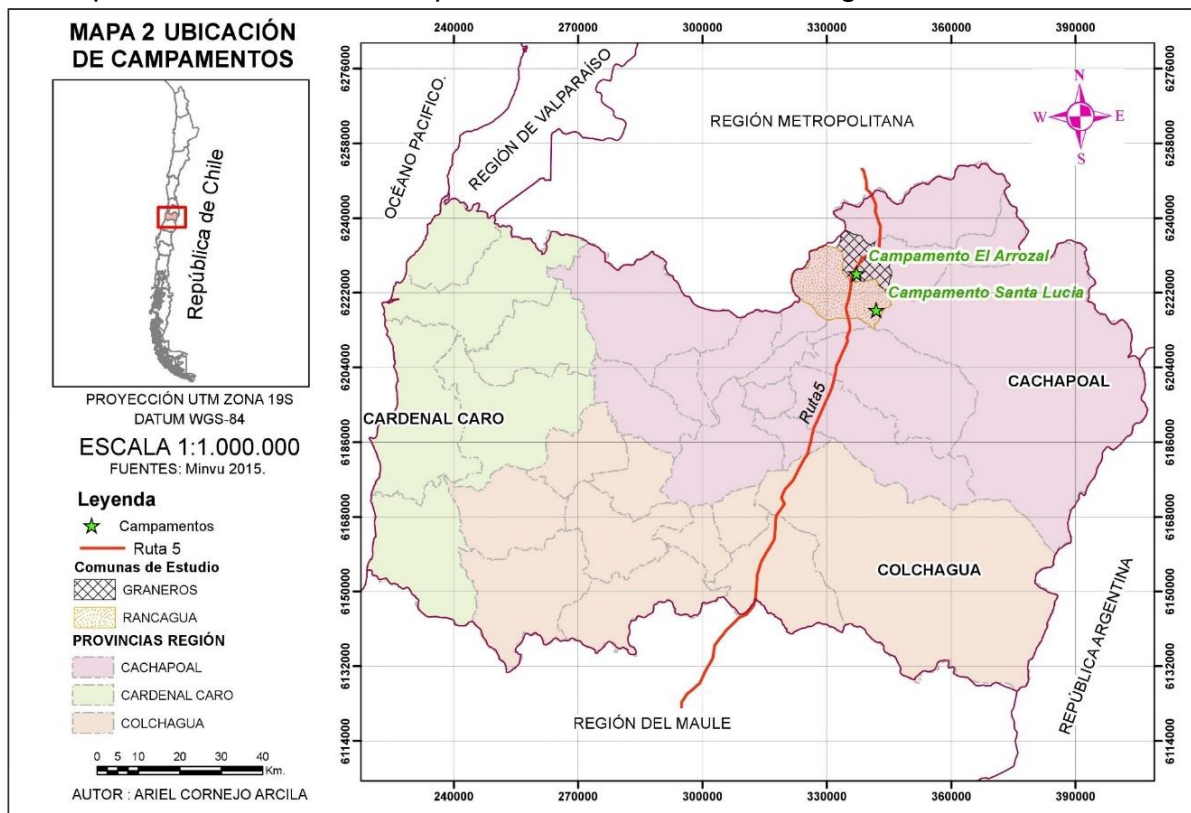 MAPA 2 UBICACIÓN
DE CAMPAMENTOS
República de Chile
PROYECCIÓN UTM ZONA 19S
DATUM WGS-84
ESCALA 1:1.000.000
FUENTES: Minvu 2015.
Leyenda
Campamentos
Ruta 5
Comunas de Estudio
GRANEROS
RANCAGUA
PROVINCIAS REGIÓN
CACHAPOAL
CARDENAL CARO
COLCHAGUA
0 5 10 20 30 40
Km.
AUTOR : ARIEL CORNEJO ARCILA
240000 270000 300000 330000 360000 390000
6276000
6258000
6240000
6222000
6204000
6186000
6168000
6150000
6132000
6114000
OCÉANO PACIFICO.
REGIÓN DE VALPARAÍSO
REGIÓN METROPOLITANA
N
W E
S
Campamento El Arrozal
Campamento Santa Lucia
CACHAPOAL
CARDENAL CARO
Ruta5
COLCHAGUA
REPÚBLICA ARGENTINA
REGIÓN DEL MAULE
6276000
6258000
6240000
6222000
6204000
6186000
6168000
6150000
6132000
6114000
240000 270000 300000 330000 360000 390000